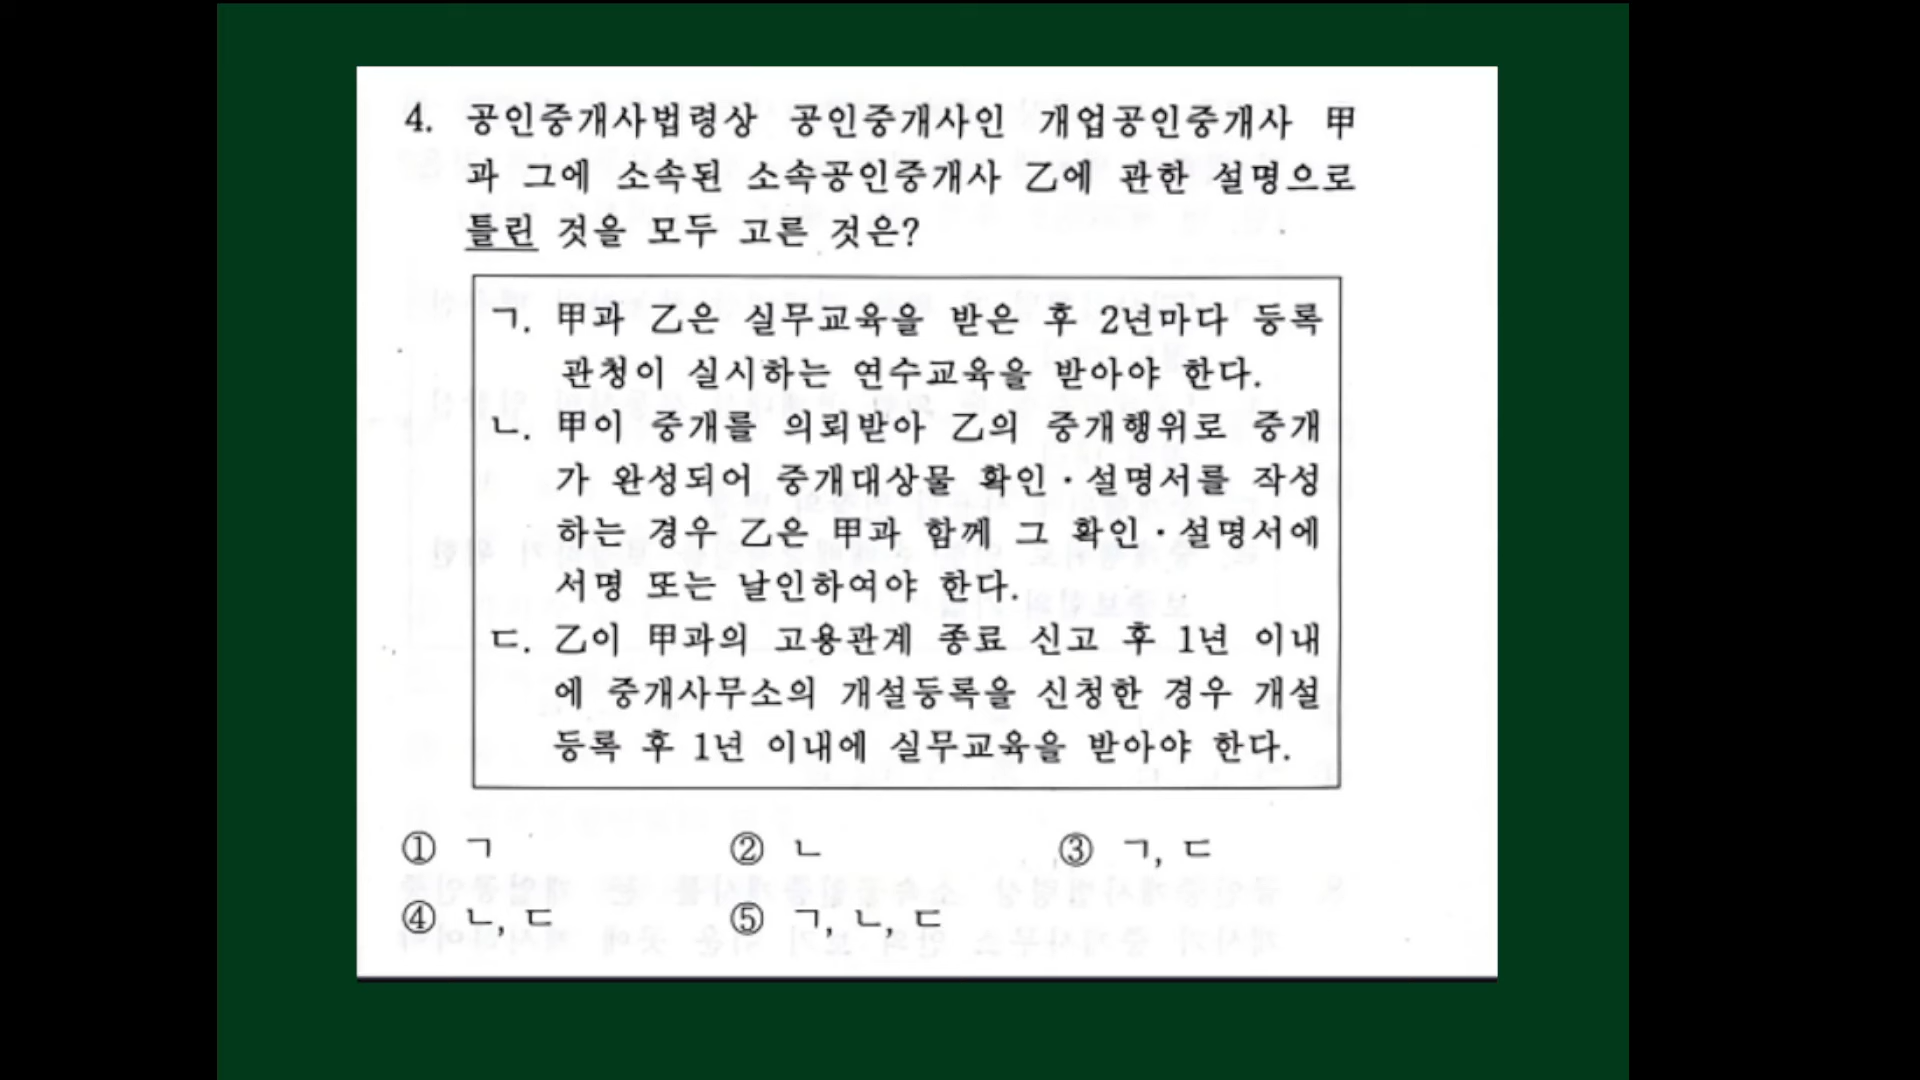 4. 공인중개사법령상 공인중개사인 개업공인중개사 甲
과 그에 소속된 소속공인중개사 乙에 관한 설명으로
틀린 것을 모두 고른 것은?
ㄱ. 甲과 乙은 실무교육을 받은 후 2년마다 등록
관청이 실시하는 연수교육을 받아야 한다.
ㄴ. 甲이 중개를 의뢰받아 乙의 중개행위로 중개
가 완성되어 중개대상물 확인·설명서를 작성
하는 경우 乙은 甲과 함께 그 확인·설명서에
서명 또는 날인하여야 한다.
ㄷ. 乙이 甲과의 고용관계 종료 신고 후 1년 이내
에 중개사무소의 개설등록을 신청한 경우 개설
등록 후 1년 이내에 실무교육을 받아야 한다.
① ㄱ ② ㄴ ③ ㄱ, ㄷ
④ ㄴ, ㄷ ⑤ ㄱ, ㄴ, ㄷ